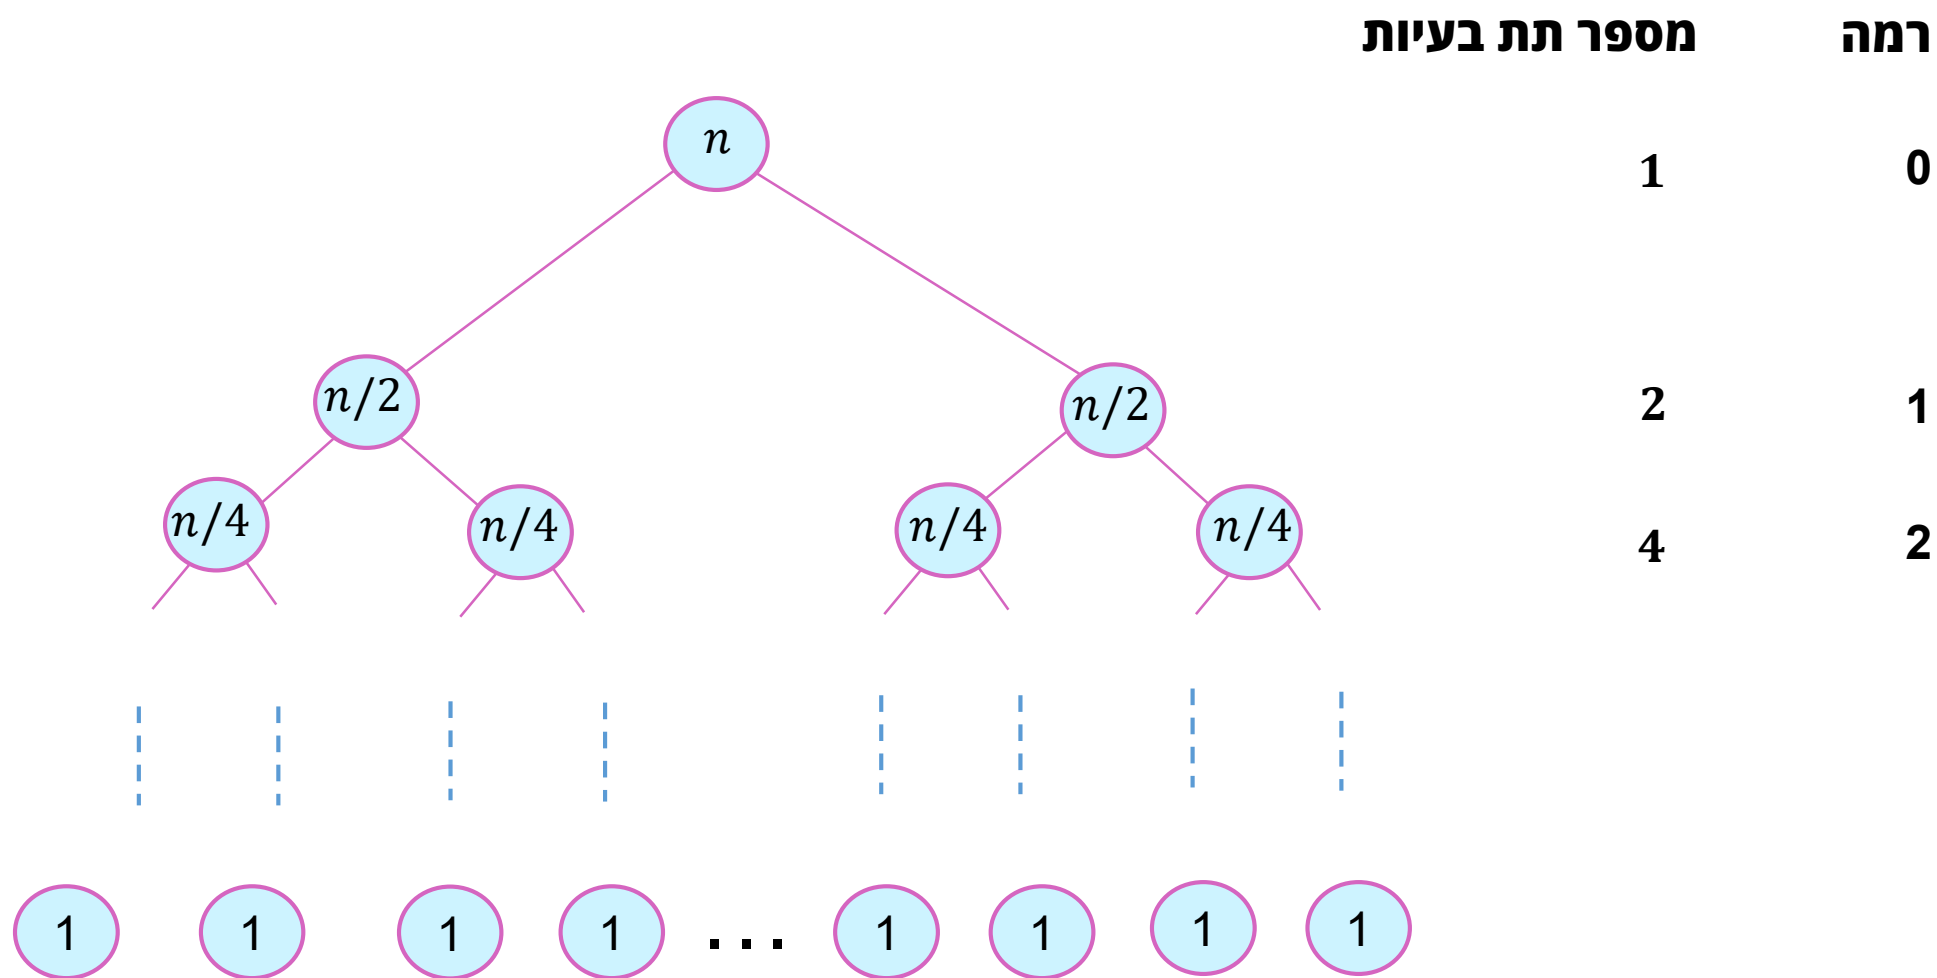 רמה מספר תת בעיות
n 1 0
n/2 n/2 2 1
n/4 n/4 n/4 n/4 4 2
1 1 1 1 ... 1 1 1 1